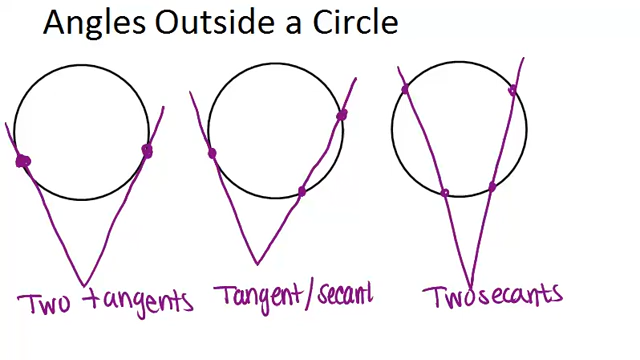 Angles Outside a Circle
Two tangents
Tangent/secant
Two secants